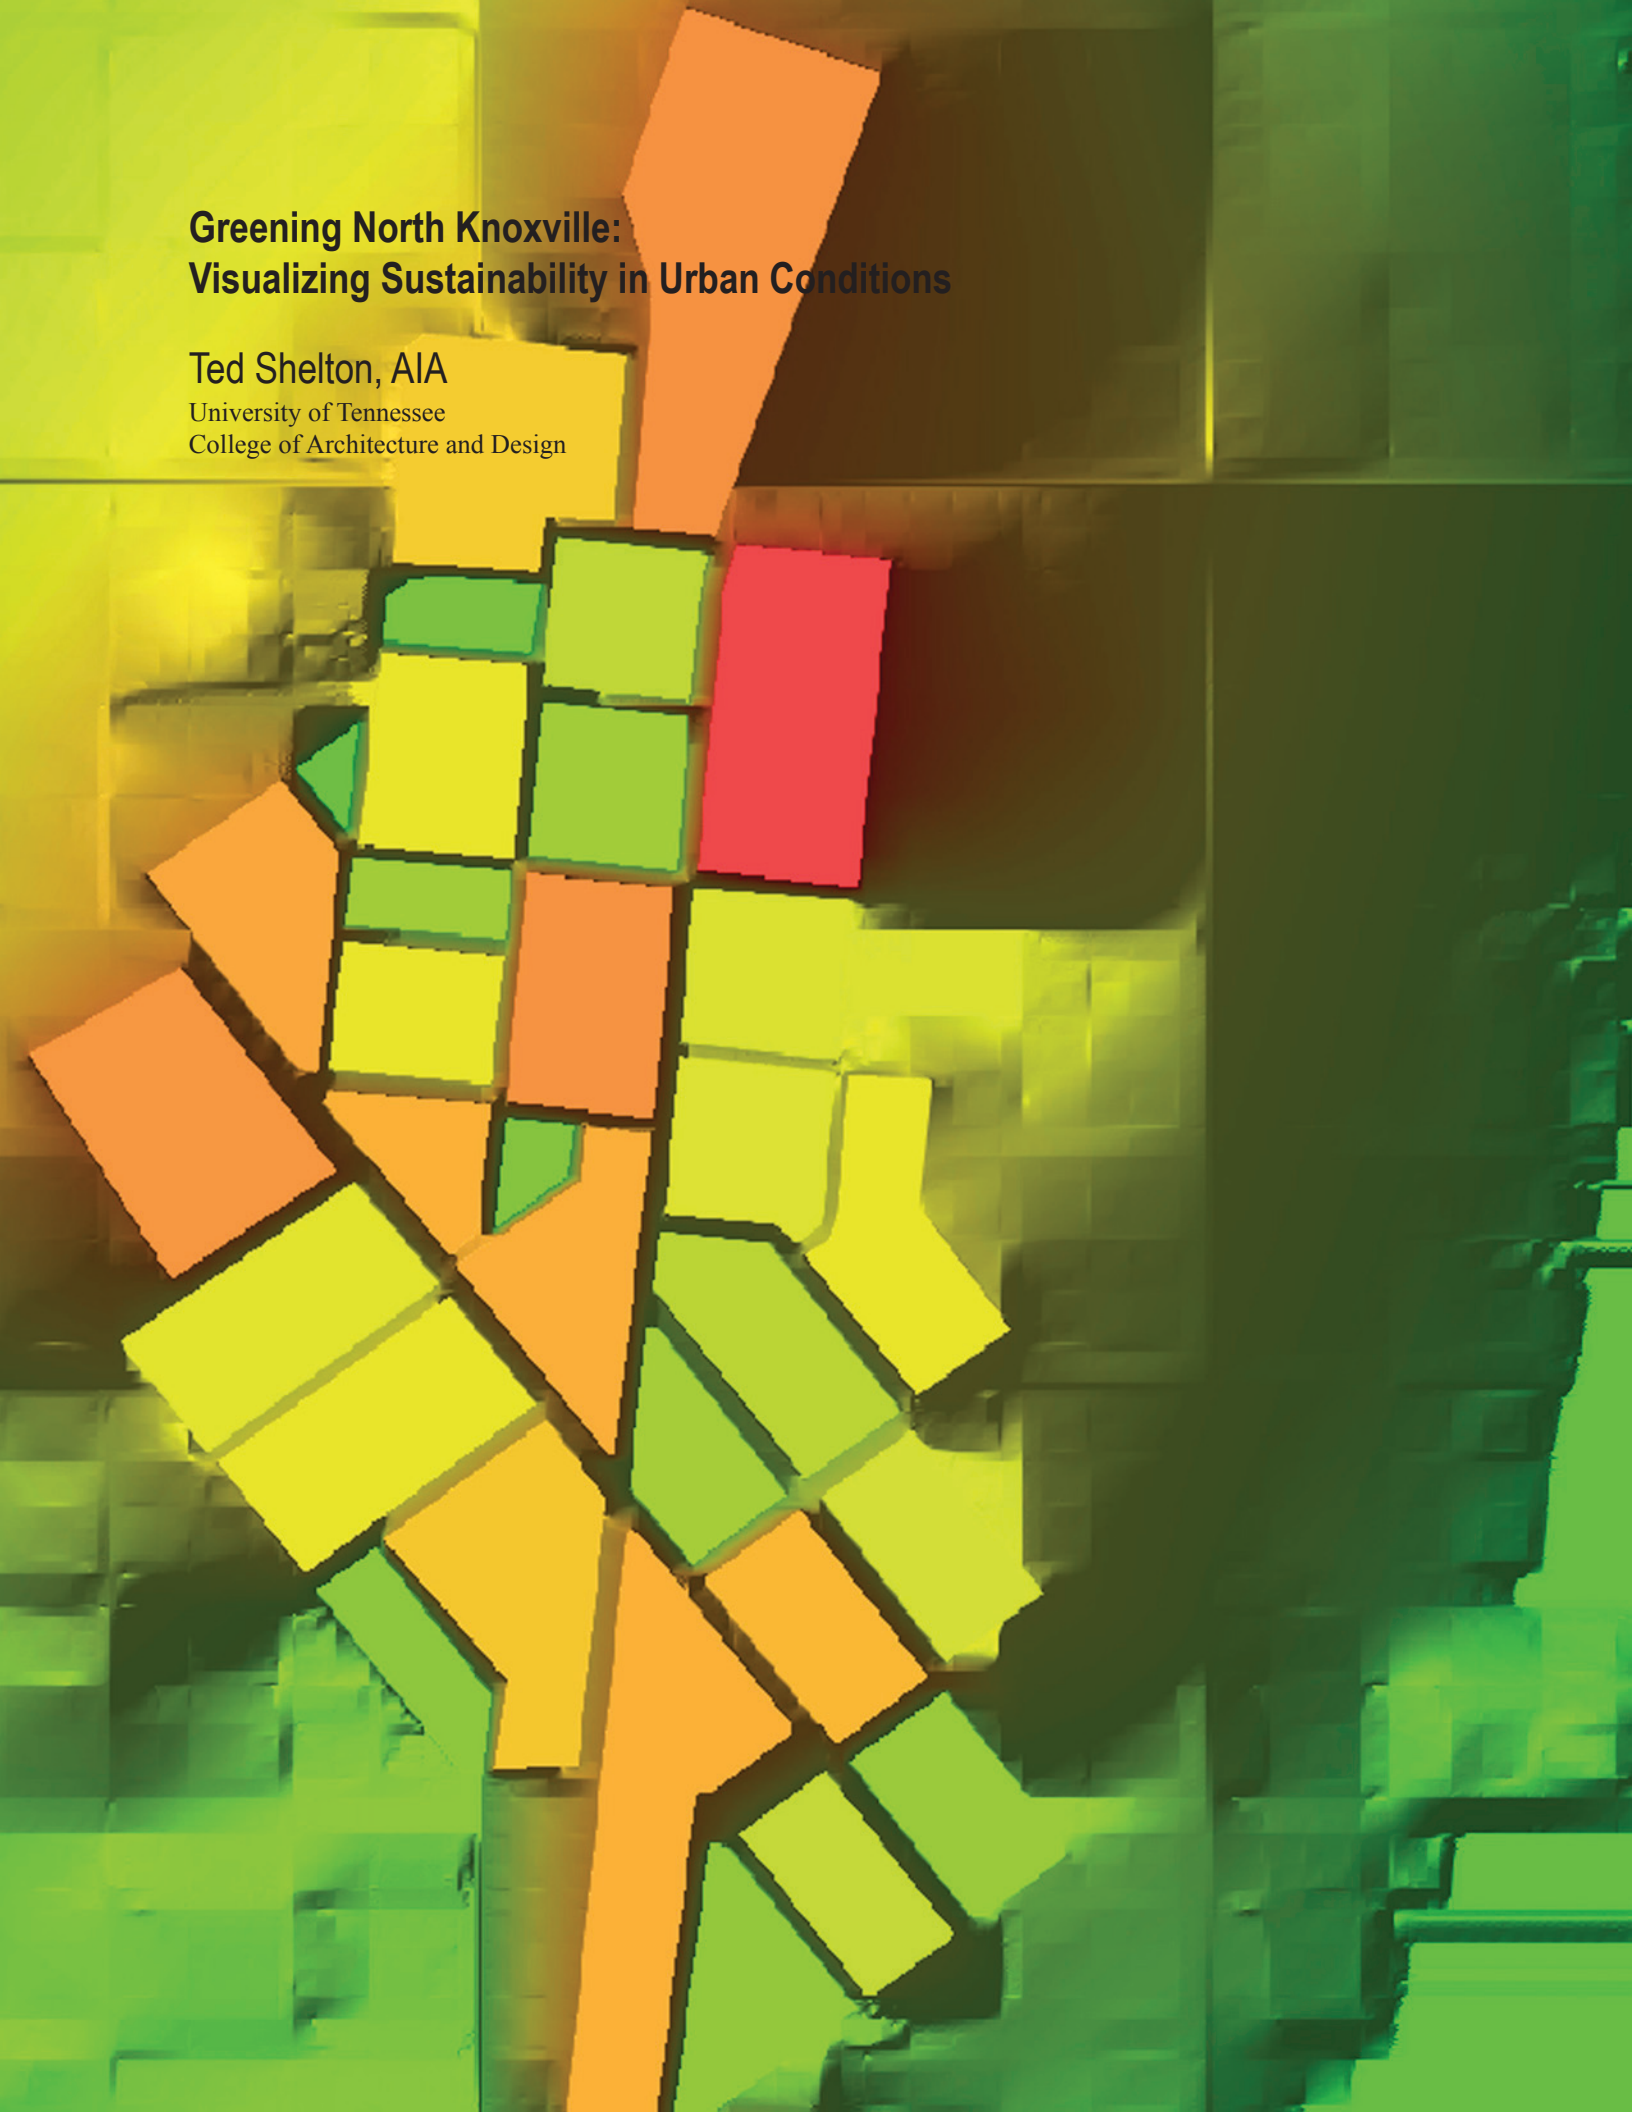 Greening North Knoxville:
Visualizing Sustainability in Urban Conditions
Ted Shelton, AIA
University of Tennessee
College of Architecture and Design